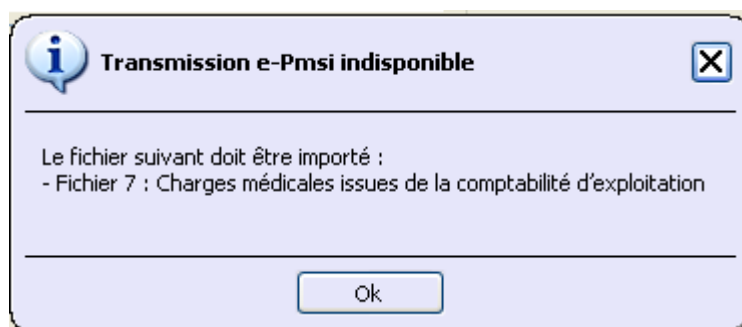 Transmission e-Pmsi indisponible
Le fichier suivant doit être importé :
- Fichier 7 : Charges médicales issues de la comptabilité d'exploitation
Ok